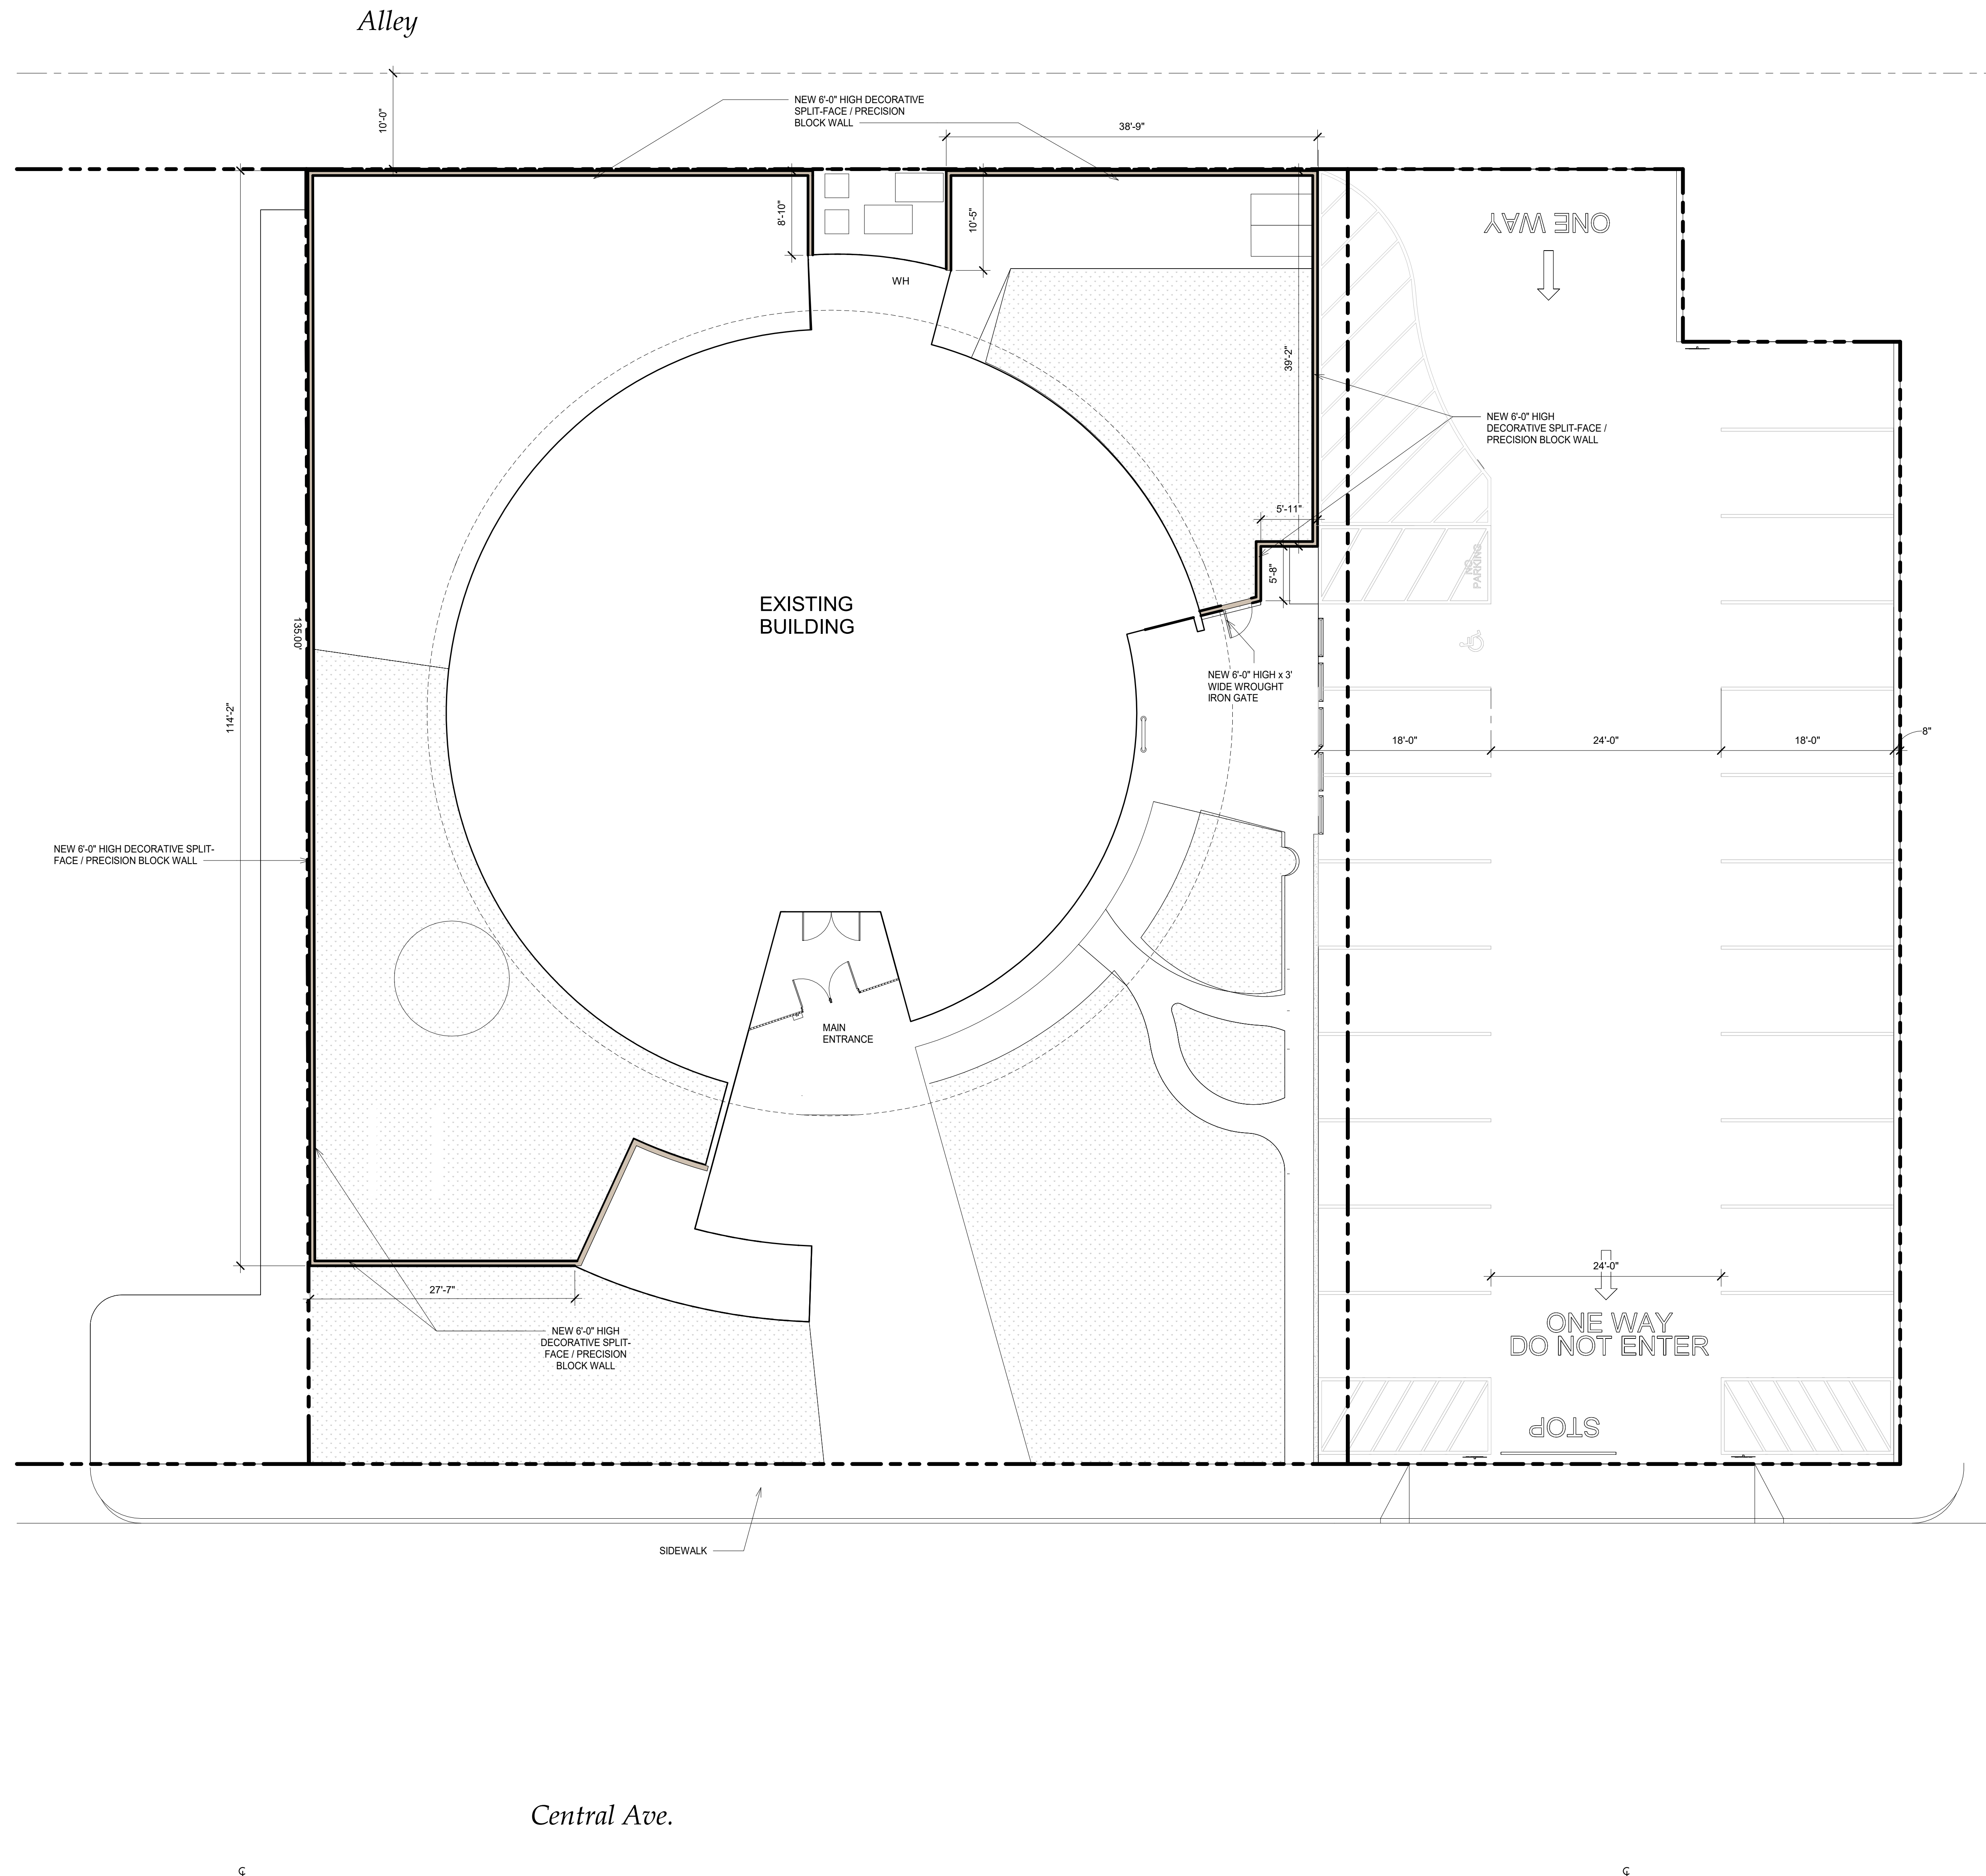 Alley
10'-0"
NEW 6'-0" HIGH DECORATIVE
SPLIT-FACE / PRECISION
BLOCK WALL
38'-9"
8'-10"
10'-5"
WH
ONE WAY
39'-2"
NEW 6'-0" HIGH
DECORATIVE SPLIT-FACE /
PRECISION BLOCK WALL
5'-11"
5'-8"
NO
PARKING
EXISTING
BUILDING
135.00'
114'-2"
NEW 6'-0" HIGH x 3'
WIDE WROUGHT
IRON GATE
18'-0"
24'-0"
18'-0"
8"
NEW 6'-0" HIGH DECORATIVE SPLIT-
FACE / PRECISION BLOCK WALL
MAIN
ENTRANCE
27'-7"
24'-0"
NEW 6'-0" HIGH
DECORATIVE SPLIT-
FACE / PRECISION
BLOCK WALL
ONE WAY
DO NOT ENTER
STOP
SIDEWALK
Central Ave.
℄
℄